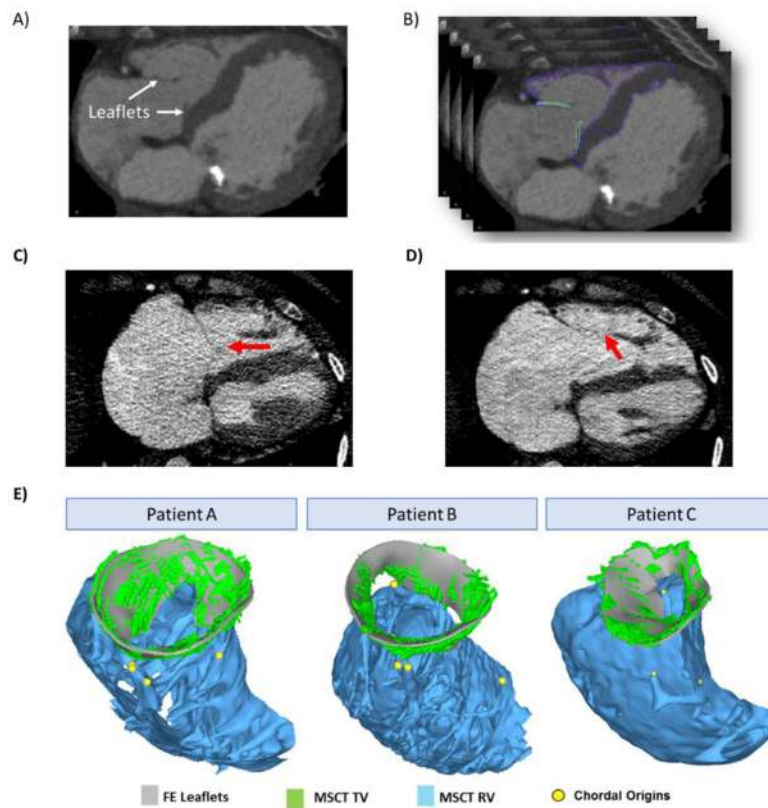 A)
B)
Leaflets
C)
D)
E)
Patient A
Patient B
Patient C
FE Leaflets
MSCT TV
MSCT RV
Chordal Origins